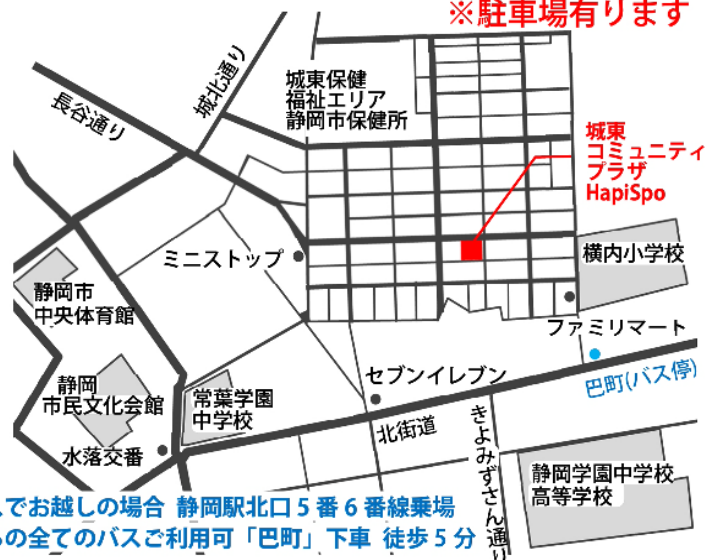 ※駐車場有ります
城北通り
長谷通り
城東保健
福祉エリア
静岡市保健所
城東
コミュニティ
プラザ
HapiSpo
ミニストップ
横内小学校
静岡市
中央体育館
ファミリマート
巴町(バス停)
セブンイレブン
静岡
市民文化会館
常葉学園
中学校
北街道
きよみずさん通り
水落交番
静岡学園中学校
高等学校
でお越しの場合 静岡駅北口5番6番線乗場
の全てのバスご利用可「巴町」下車 徒歩5分